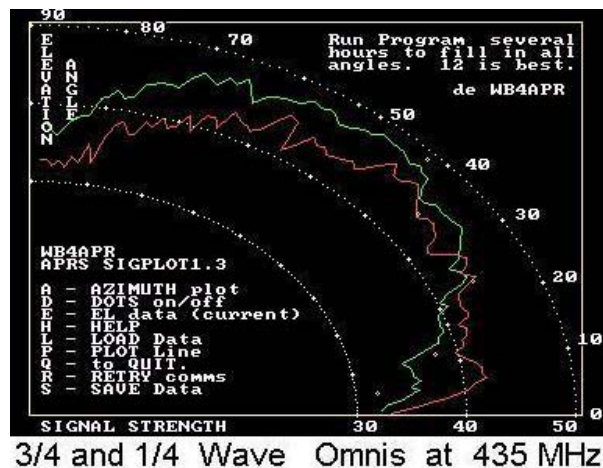 90
80
70
50
40
30
20
10
0
ELEVATION
ANGLE
Run Program several
hours to fill in all
angles. 12 is best.
de WB4APR
WB4APR
APRS SIGPLOT1.3
A - AZIMUTH plot
D - DOTS on/off
E - EL data (current)
H - HELP
L - LOAD Data
P - PLOT Line
Q - to QUIT.
R - RETRY comms
S - SAVE Data
SIGNAL STRENGTH
30
40
50
3/4 and 1/4 Wave Omnis at 435 MHz